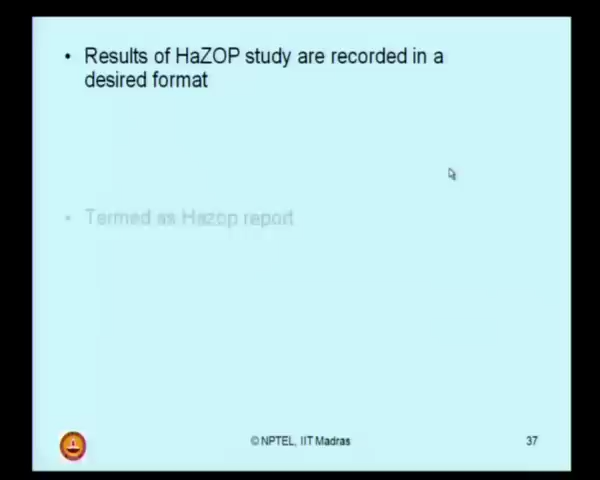 • Results of HaZOP study are recorded in a
desired format
• Termed as Hazop report
© NPTEL, IIT Madras
37